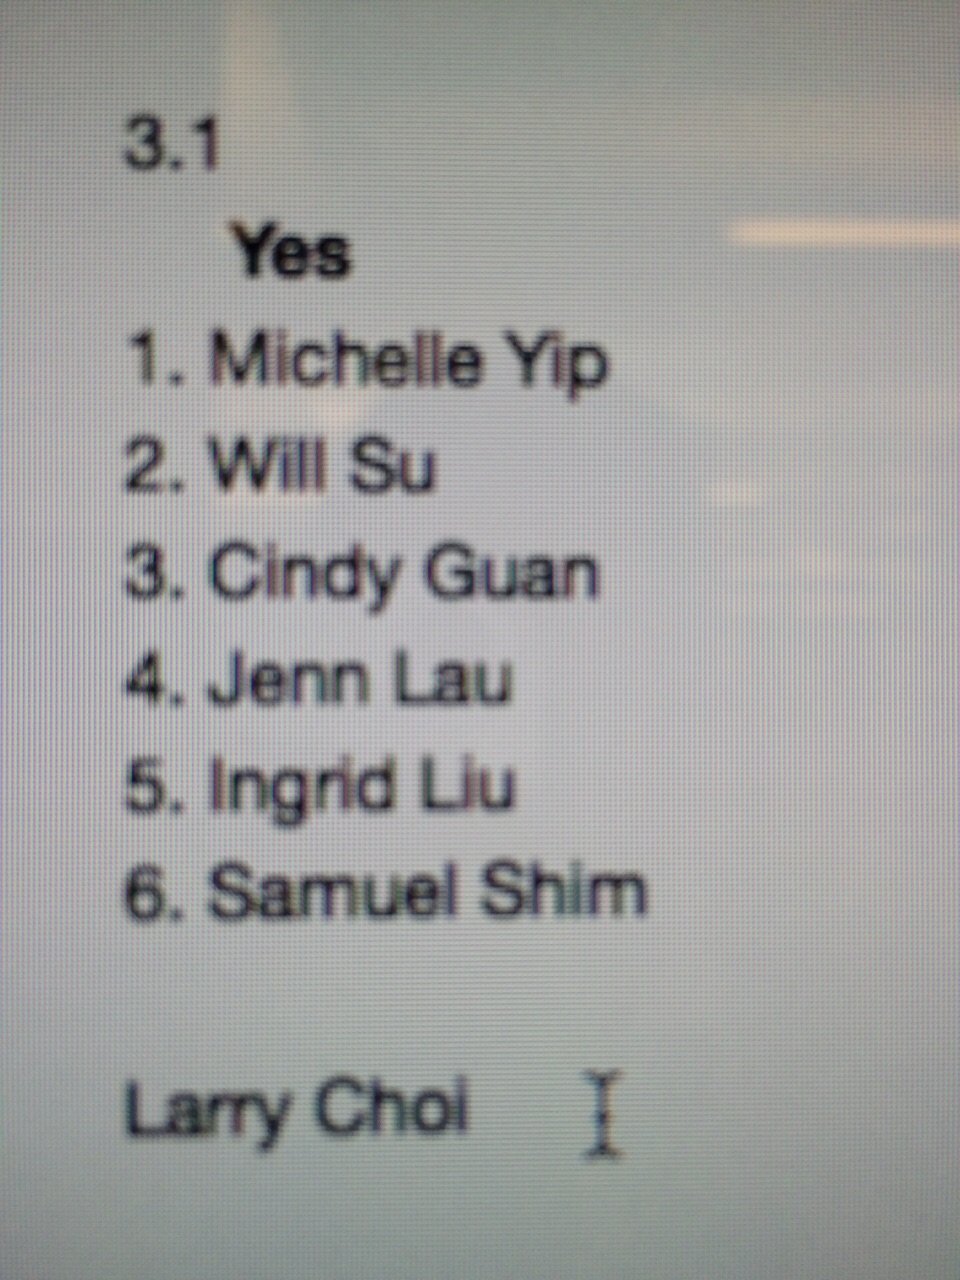 3.1
Yes
1. Michelle Yip
2. Will Su
3. Cindy Guan
4. Jenn Lau
5. Ingrid Liu
6. Samuel Shim
Larry Choi